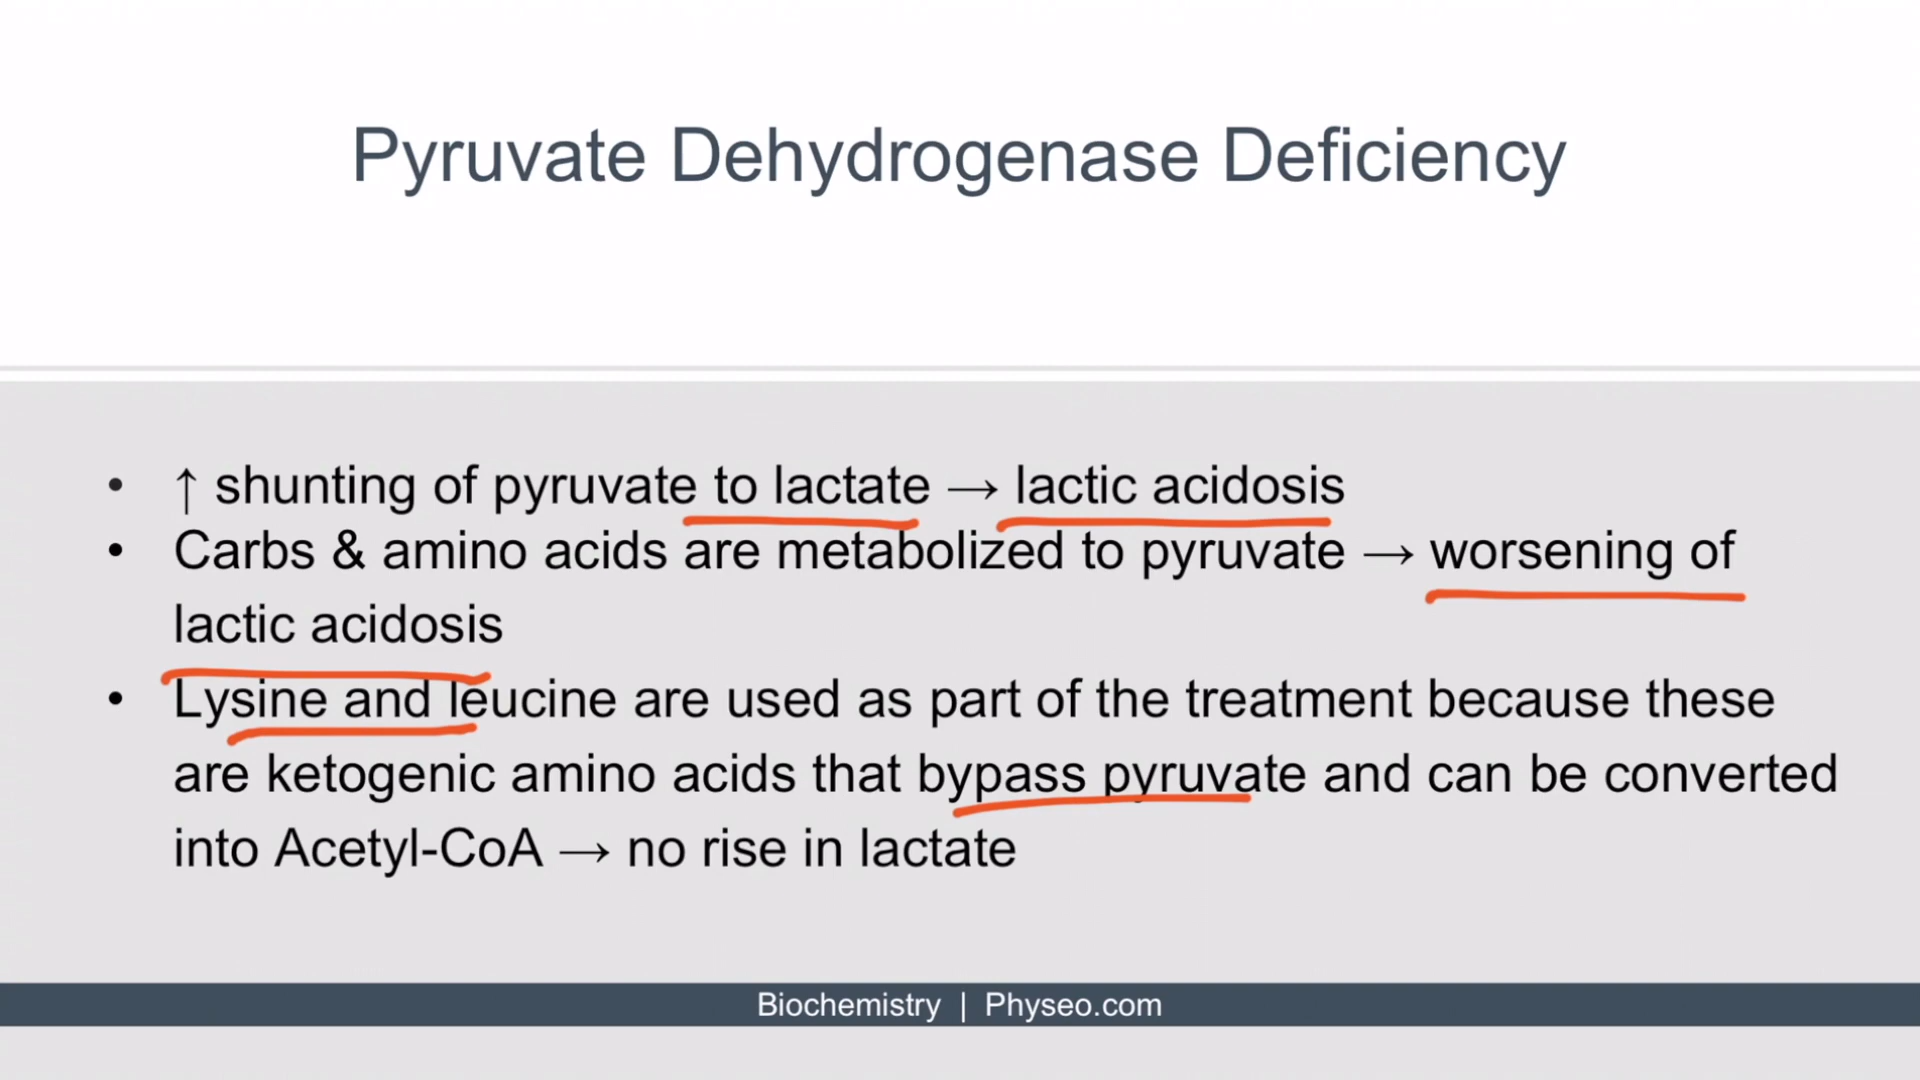 Pyruvate Dehydrogenase Deficiency
• ↑ shunting of pyruvate to lactate → lactic acidosis
• Carbs & amino acids are metabolized to pyruvate → worsening of
lactic acidosis
• Lysine and leucine are used as part of the treatment because these
are ketogenic amino acids that bypass pyruvate and can be converted
into Acetyl-CoA → no rise in lactate
Biochemistry | Physeo.com